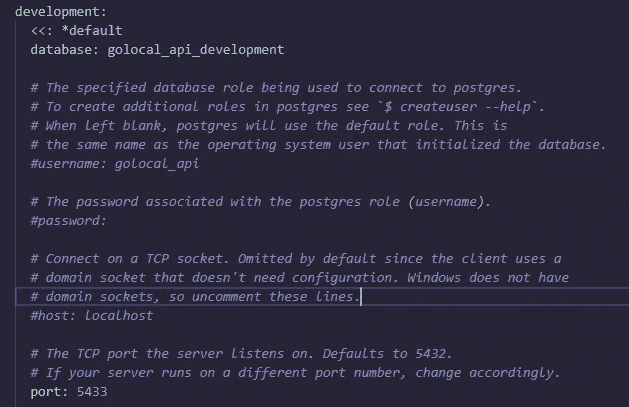 development:
<<: *default
database: golocal_api_development
# The specified database role being used to connect to postgres.
# To create additional roles in postgres see `$ createuser --help`.
# When left blank, postgres will use the default role. This is
# the same name as the operating system user that initialized the database.
#username: golocal_api
# The password associated with the postgres role (username).
#password:
# Connect on a TCP socket. Omitted by default since the client uses a
# domain socket that doesn't need configuration. Windows does not have
# domain sockets, so uncomment these lines.
#host: localhost
# The TCP port the server listens on. Defaults to 5432.
# If your server runs on a different port number, change accordingly.
port: 5433